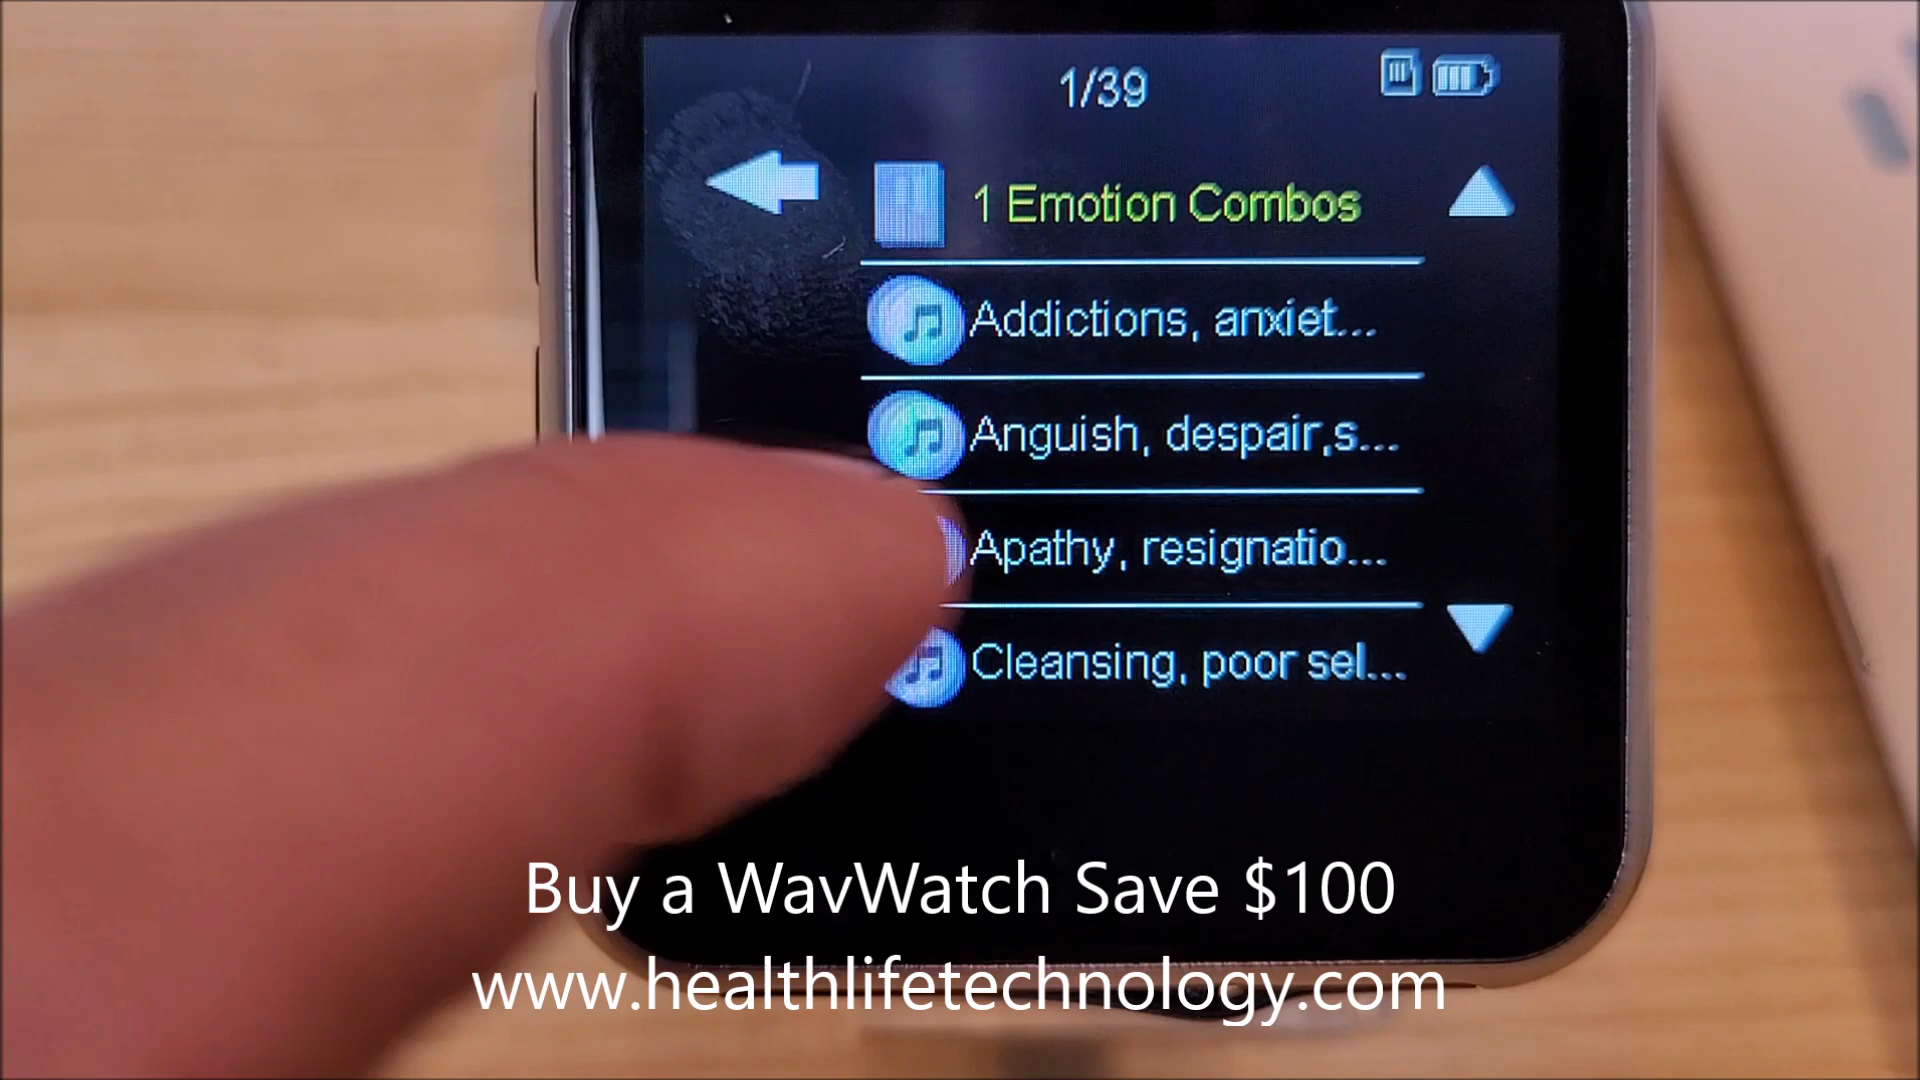 1/39
1 Emotion Combos
Addictions, anxiet...
Anguish, despair,s...
Apathy, resignatio...
Cleansing, poor sel...
Buy a WavWatch Save $100
www.healthlifetechnology.com